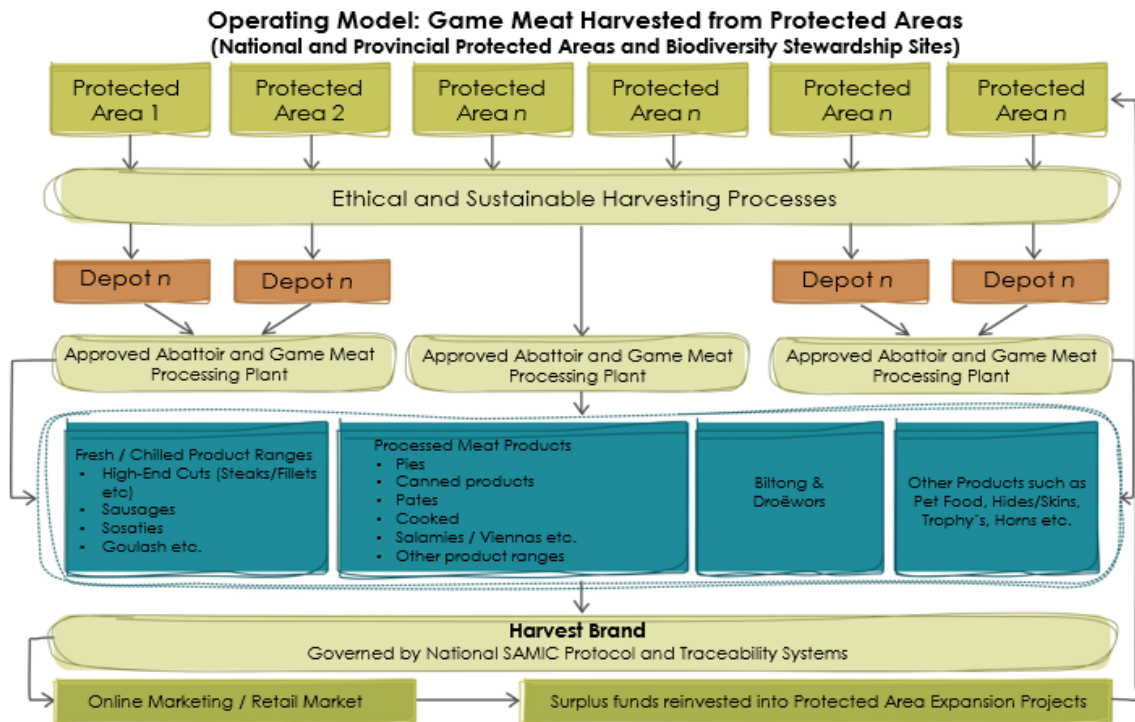 Operating Model: Game Meat Harvested from Protected Areas
(National and Provincial Protected Areas and Biodiversity Stewardship Sites)
Protected
Area 1
Protected
Area 2
Protected
Area n
Protected
Area n
Protected
Area n
Protected
Area n
Ethical and Sustainable Harvesting Processes
Depot n
Depot n
Depot n
Depot n
Approved Abattoir and Game Meat
Processing Plant
Approved Abattoir and Game Meat
Processing Plant
Approved Abattoir and Game Meat
Processing Plant
Fresh / Chilled Product Ranges
• High-End Cuts (Steaks/Fillets
etc)
• Sausages
• Sosaties
• Goulash etc.
Processed Meat Products
• Pies
• Canned products
• Pates
• Cooked
• Salamies / Viennas etc.
• Other product ranges
Biltong &
Droëwors
Other Products such as
Pet Food, Hides/Skins,
Trophy's, Horns etc.
Harvest Brand
Governed by National SAMIC Protocol and Traceability Systems
Online Marketing / Retail Market
Surplus funds reinvested into Protected Area Expansion Projects